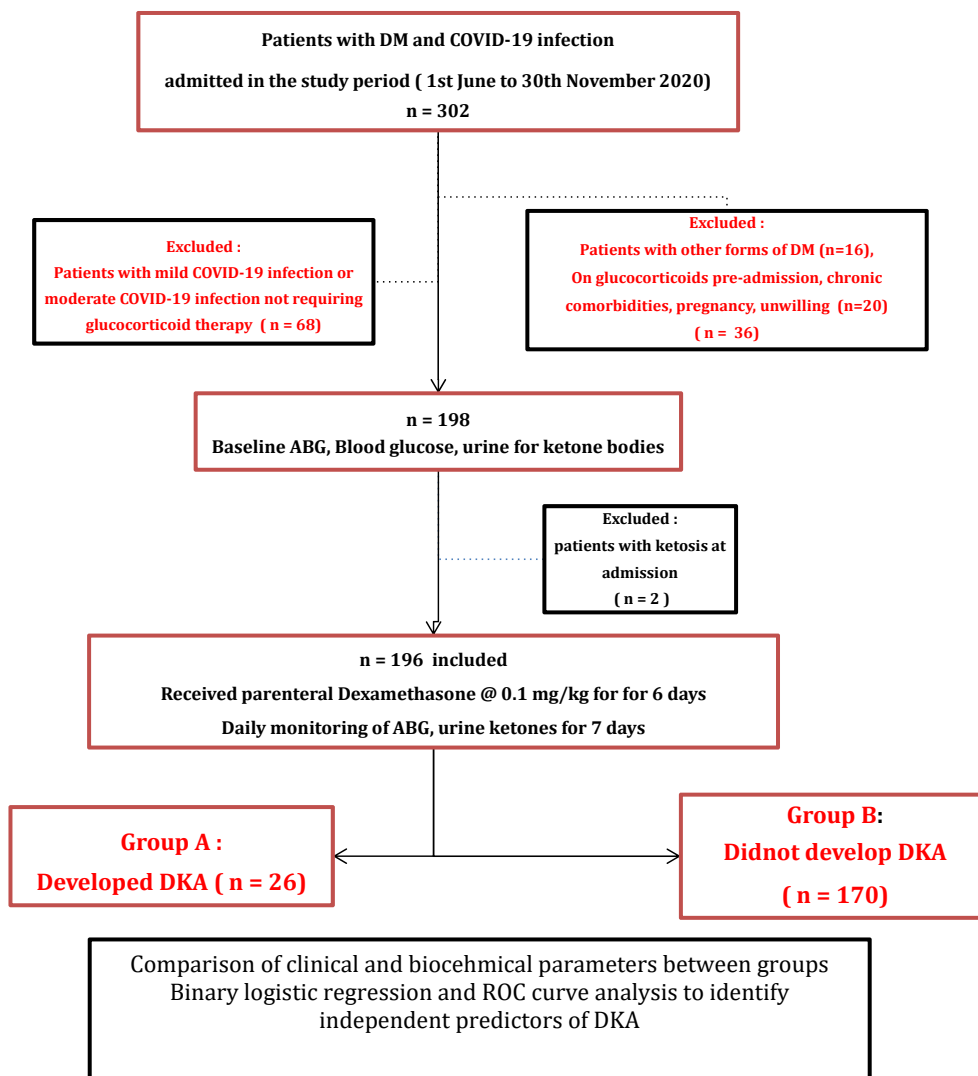 Patients with DM and COVID-19 infection
admitted in the study period ( 1st June to 30th November 2020)
n = 302
Excluded :
Patients with mild COVID-19 infection or
moderate COVID-19 infection not requiring
glucocorticoid therapy ( n = 68)
Excluded :
Patients with other forms of DM (n=16),
On glucocorticoids pre-admission, chronic
comorbidities, pregnancy, unwilling (n=20)
( n = 36)
n = 198
Baseline ABG, Blood glucose, urine for ketone bodies
Excluded :
patients with ketosis at
admission
( n = 2 )
n = 196 included
Received parenteral Dexamethasone @ 0.1 mg/kg for for 6 days
Daily monitoring of ABG, urine ketones for 7 days
Group A :
Developed DKA ( n = 26)
Group B:
Didnot develop DKA
( n = 170)
Comparison of clinical and biocehmical parameters between groups
Binary logistic regression and ROC curve analysis to identify
independent predictors of DKA